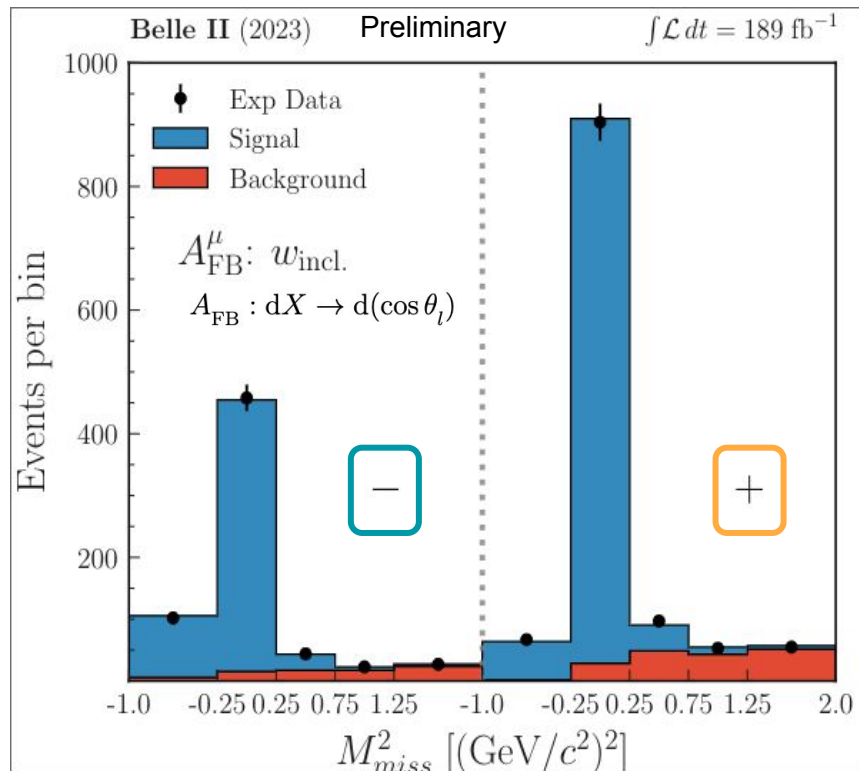 Belle II (2023) Preliminary ∫ℒ dt = 189 fb⁻¹
1000
Exp Data
Signal
Background
800
A_FB^μ: w_incl.
A_FB : dX → d(cos θ_l)
600
400
200
− +
Events per bin
-1.0 -0.25 0.25 0.75 1.25 -1.0 -0.25 0.25 0.75 1.25 2.0
M²_miss [(GeV/c²)²]